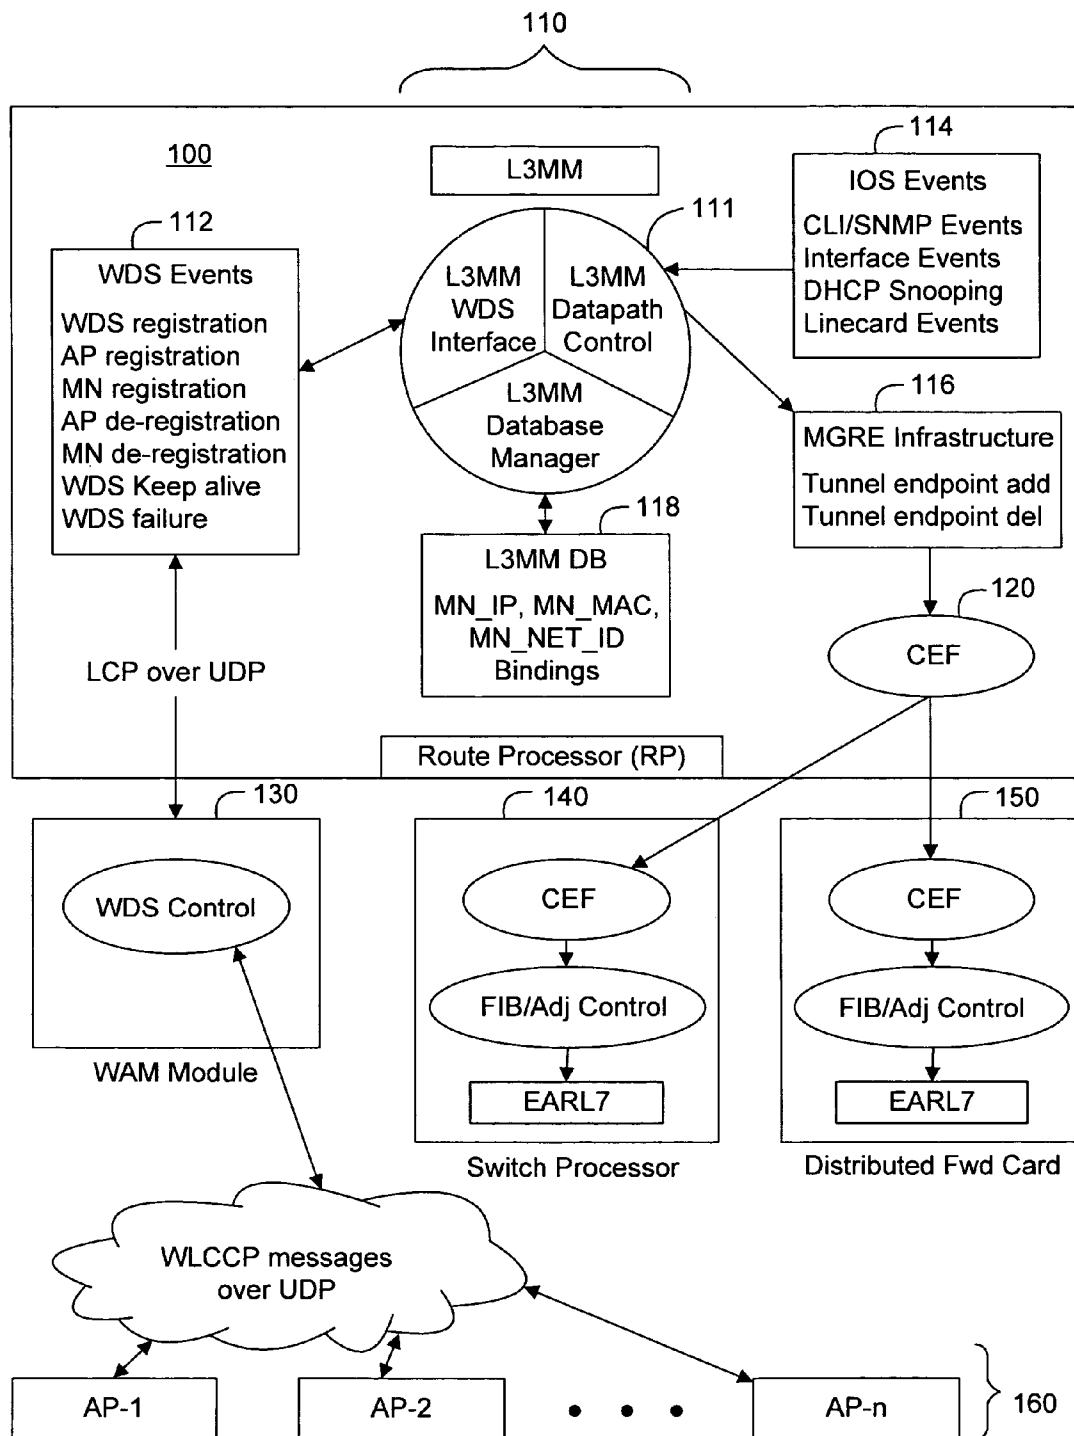 110
100
L3MM
114
IOS Events
CLI/SNMP Events
Interface Events
DHCP Snooping
Linecard Events
112
WDS Events
WDS registration
AP registration
MN registration
AP de-registration
MN de-registration
WDS Keep alive
WDS failure
111
L3MM
WDS
Interface
L3MM
Datapath
Control
L3MM
Database
Manager
116
MGRE Infrastructure
Tunnel endpoint add
Tunnel endpoint del
118
L3MM DB
MN_IP, MN_MAC,
MN_NET_ID
Bindings
120
CEF
LCP over UDP
Route Processor (RP)
130
WDS Control
WAM Module
140
CEF
FIB/Adj Control
EARL7
Switch Processor
150
CEF
FIB/Adj Control
EARL7
Distributed Fwd Card
WLCCP messages
over UDP
AP-1
AP-2
AP-n
160